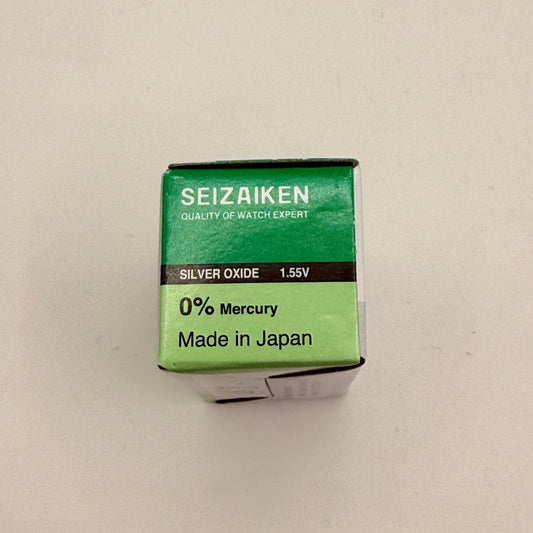 SEIZAIKEN
QUALITY OF WATCH EXPERT
SILVER OXIDE 1.55V
0% Mercury
Made in Japan